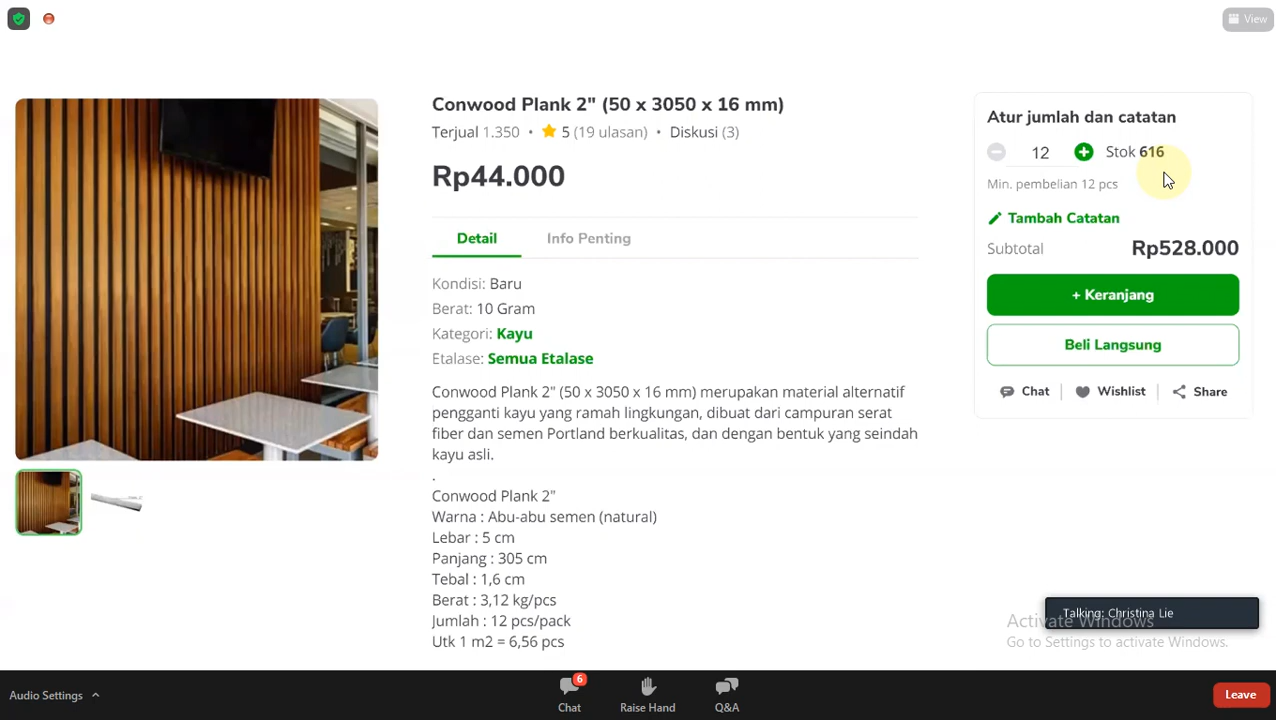 View
Conwood Plank 2" (50 x 3050 x 16 mm)
Terjual 1.350 • 5 (19 ulasan) • Diskusi (3)
Rp44.000
Detail Info Penting
Kondisi: Baru
Berat: 10 Gram
Kategori: Kayu
Etalase: Semua Etalase
Conwood Plank 2" (50 x 3050 x 16 mm) merupakan material alternatif
pengganti kayu yang ramah lingkungan, dibuat dari campuran serat
fiber dan semen Portland berkualitas, dan dengan bentuk yang seindah
kayu asli.
.
Conwood Plank 2"
Warna : Abu-abu semen (natural)
Lebar : 5 cm
Panjang : 305 cm
Tebal : 1,6 cm
Berat : 3,12 kg/pcs
Jumlah : 12 pcs/pack
Utk 1 m2 = 6,56 pcs
Atur jumlah dan catatan
12 Stok 616
Min. pembelian 12 pcs
Tambah Catatan
Subtotal Rp528.000
+ Keranjang
Beli Langsung
Chat Wishlist Share
Talking: Christina Lie
Activate Windows
Go to Settings to activate Windows.
Audio Settings
6
Chat
Raise Hand
Q&A
Leave